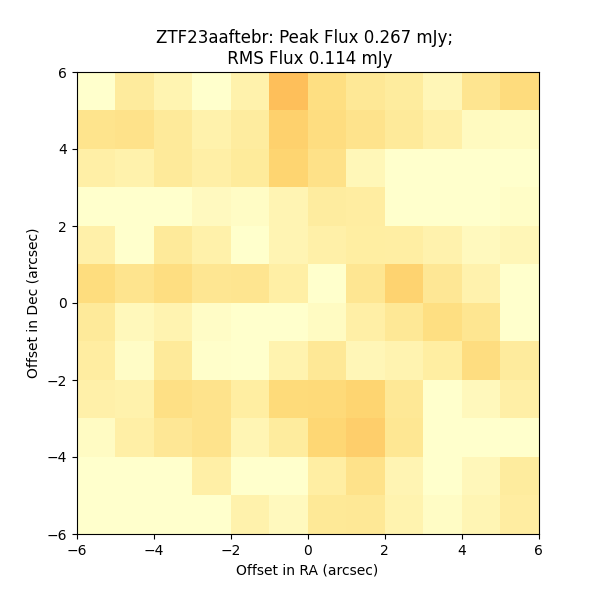 ZTF23aaftebr: Peak Flux 0.267 mJy;
RMS Flux 0.114 mJy
6
4
2
0
−2
−4
−6
Offset in Dec (arcsec)
−6 −4 −2 0 2 4 6
Offset in RA (arcsec)